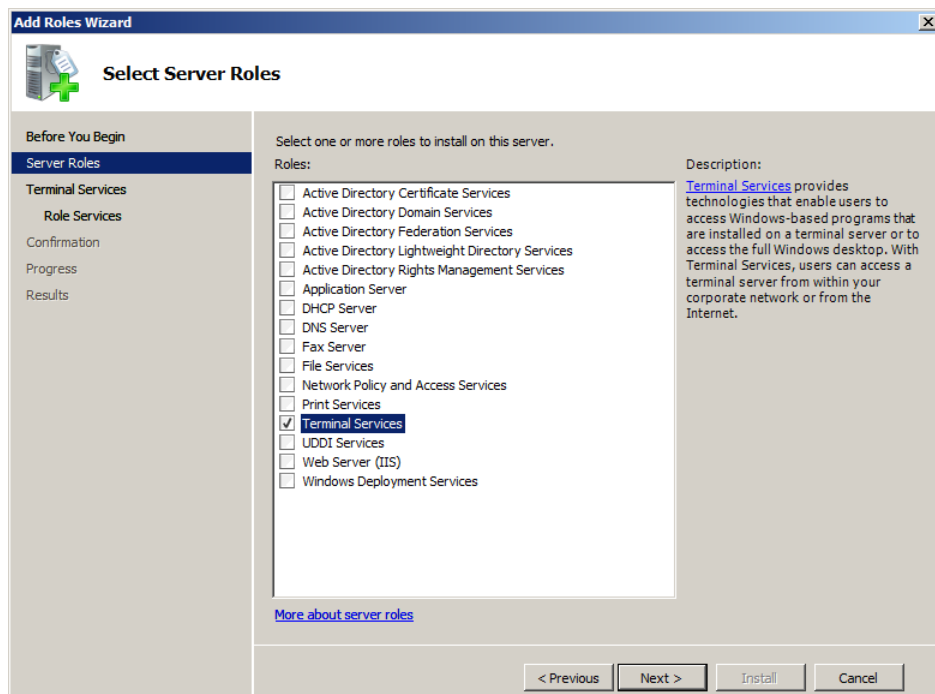 Add Roles Wizard
Select Server Roles
Before You Begin
Server Roles
Terminal Services
Role Services
Confirmation
Progress
Results
Select one or more roles to install on this server.
Roles:
Active Directory Certificate Services
Active Directory Domain Services
Active Directory Federation Services
Active Directory Lightweight Directory Services
Active Directory Rights Management Services
Application Server
DHCP Server
DNS Server
Fax Server
File Services
Network Policy and Access Services
Print Services
Terminal Services
UDDI Services
Web Server (IIS)
Windows Deployment Services
More about server roles
Description:
Terminal Services provides
technologies that enable users to
access Windows-based programs that
are installed on a terminal server or to
access the full Windows desktop. With
Terminal Services, users can access a
terminal server from within your
corporate network or from the
Internet.
< Previous
Next >
Install
Cancel